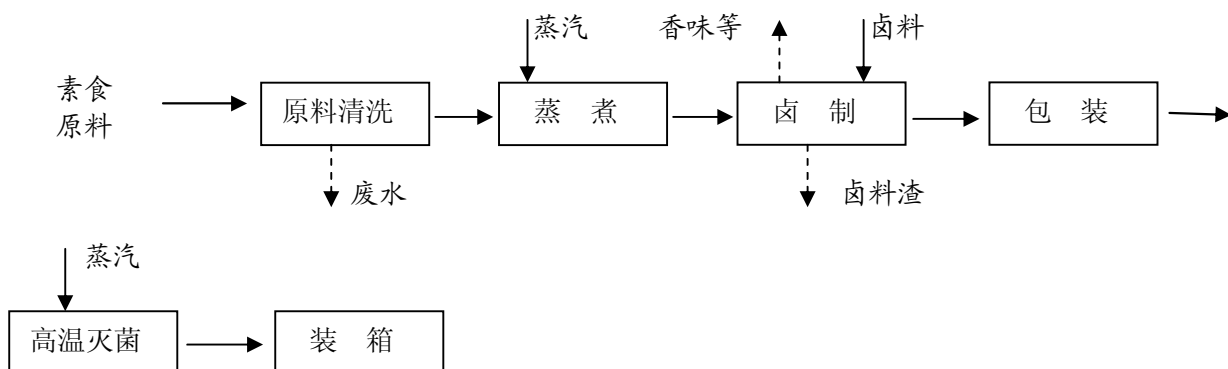 蒸汽 香味等 卤料
素食
原料
原料清洗 蒸 煮 卤 制 包 装
废水 卤料渣
蒸汽
高温灭菌 装 箱